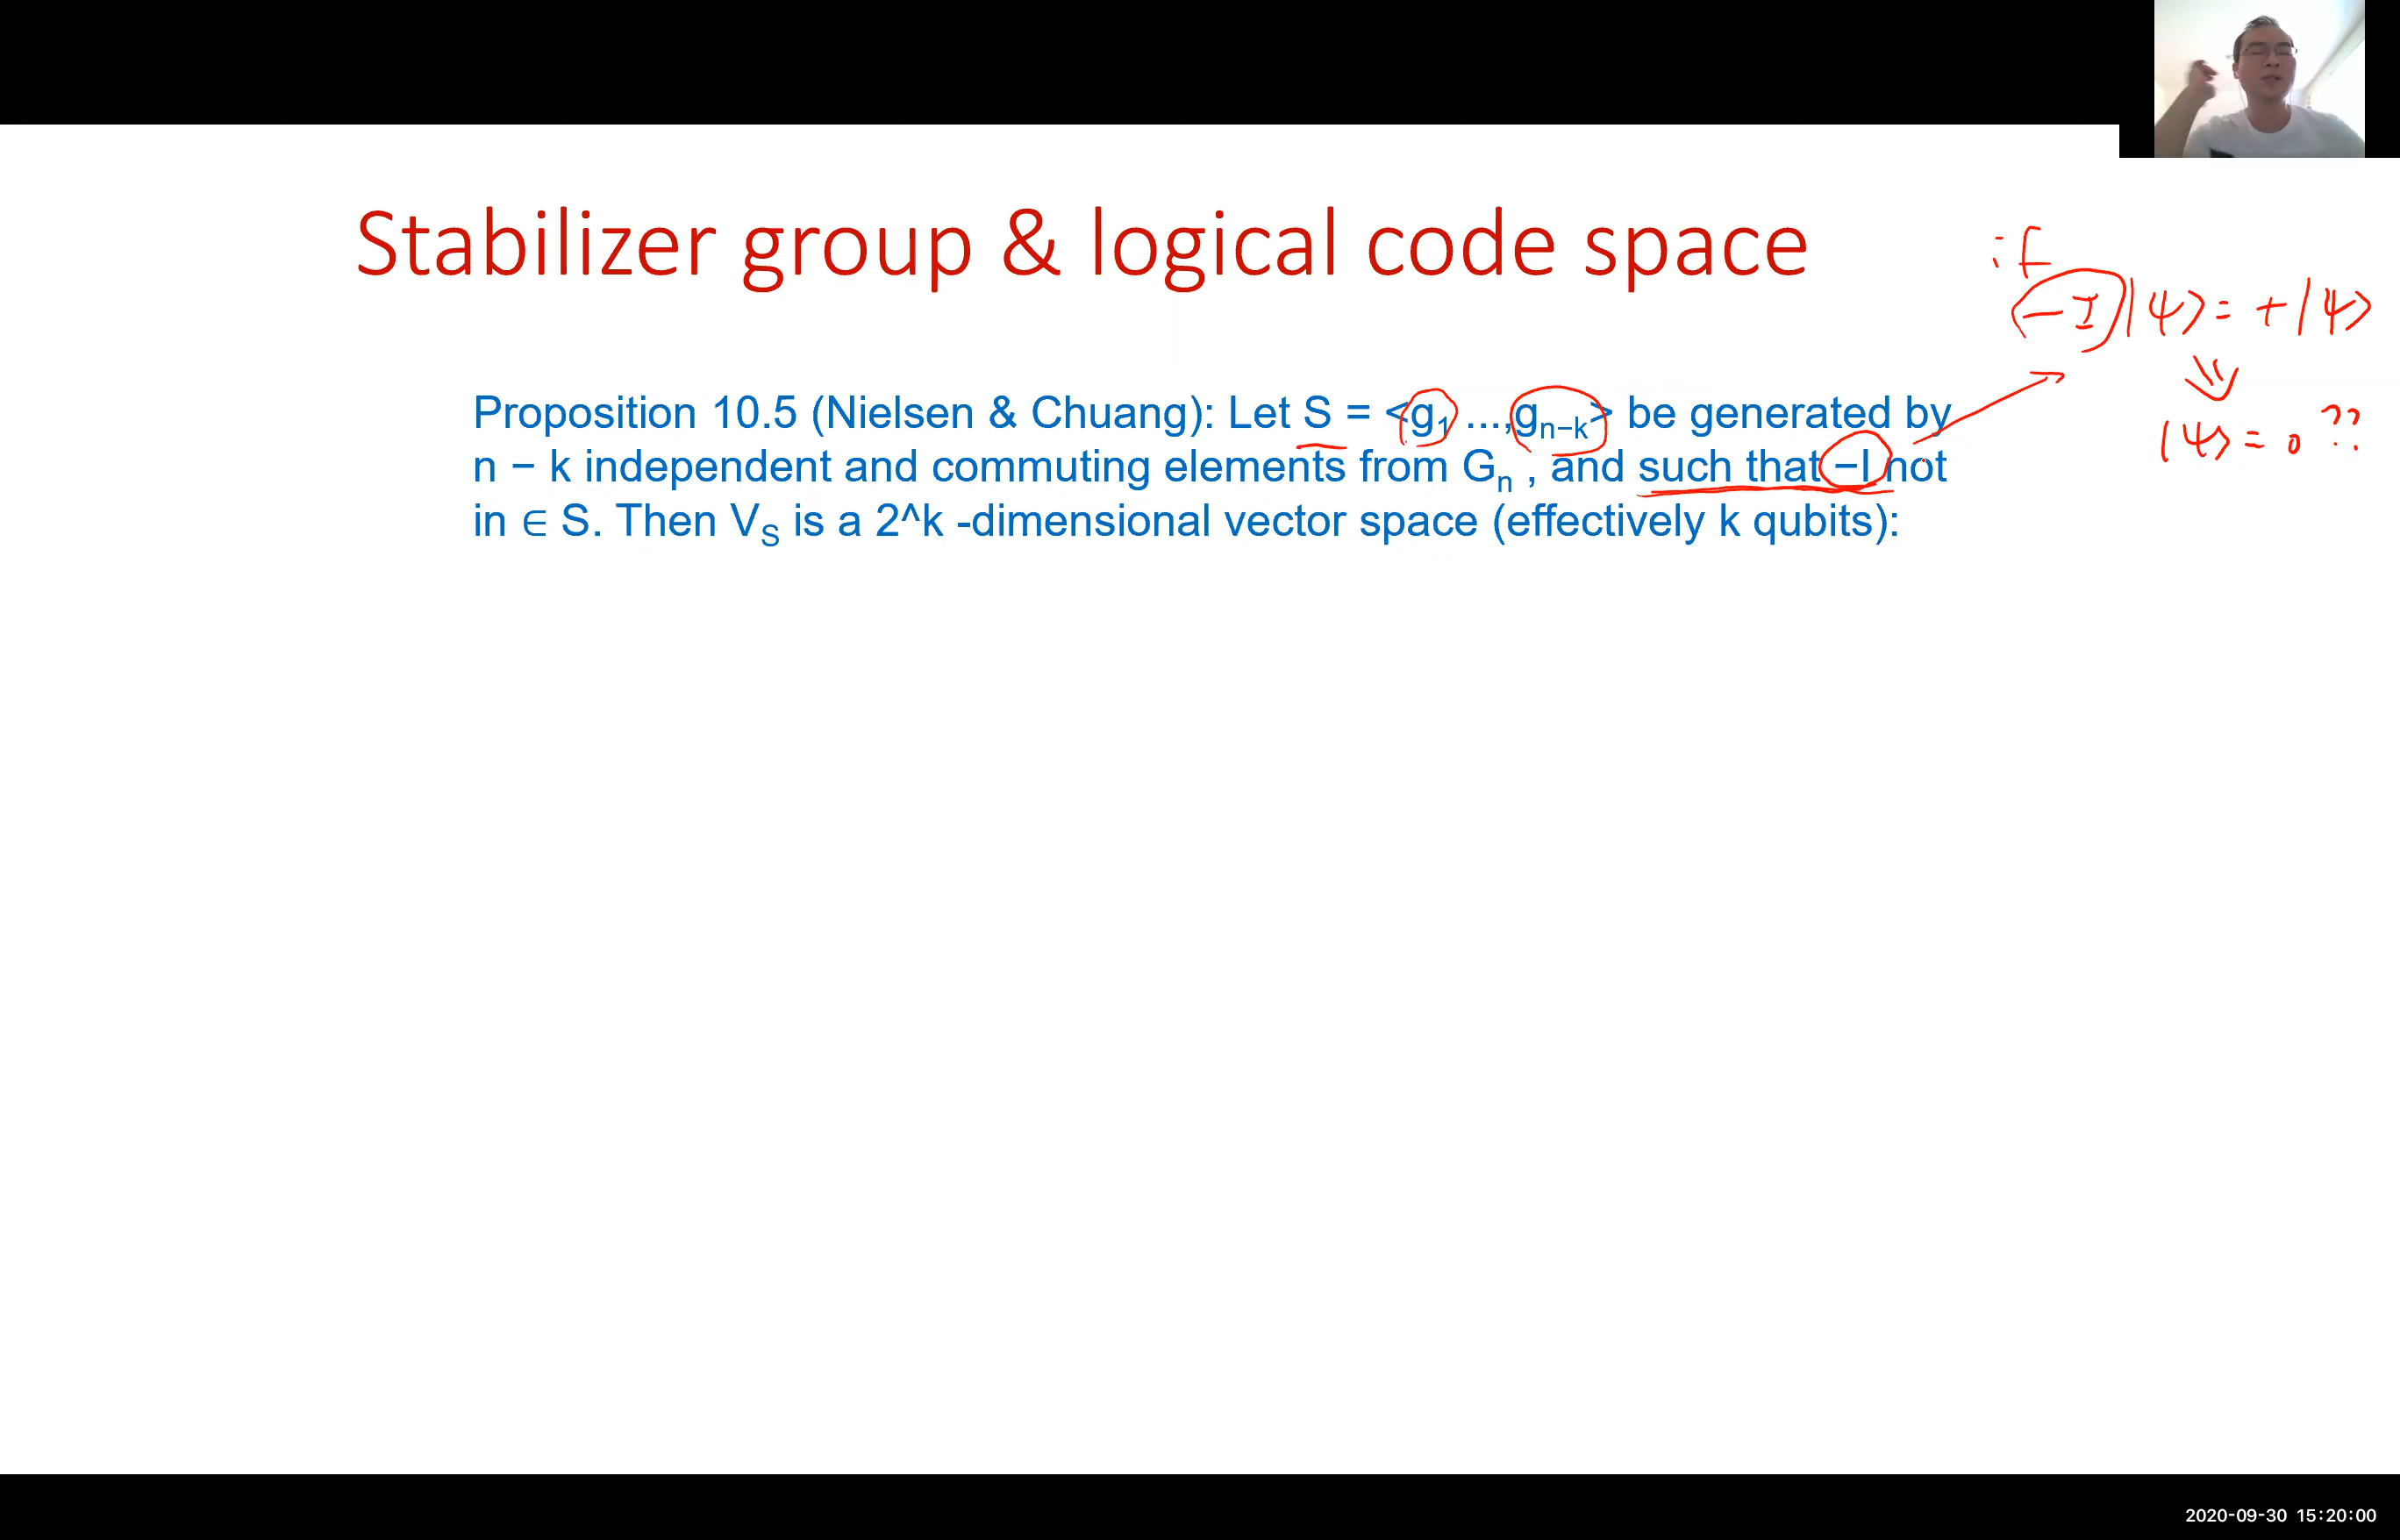 Stabilizer group & logical code space
if
(-I)|ψ⟩ = +|ψ⟩
Proposition 10.5 (Nielsen & Chuang): Let S = <g₁ ...,gₙ₋ₖ> be generated by
n − k independent and commuting elements from Gₙ , and such that −I not
in ∈ S. Then V_S is a 2^k -dimensional vector space (effectively k qubits):
|ψ⟩ = 0 ??
2020-09-30 15:20:00